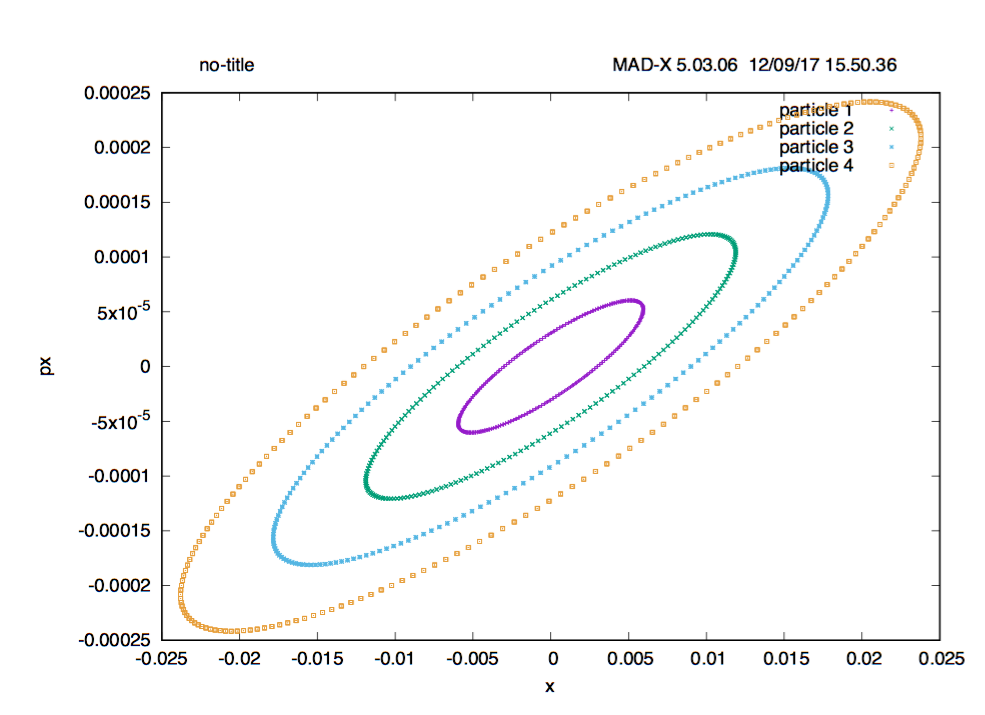 no-title MAD-X 5.03.06 12/09/17 15.50.36
0.00025
particle 1
particle 2
0.0002
particle 3
particle 4
0.00015
0.0001
5x10^-5
0
px
-5x10^-5
-0.0001
-0.00015
-0.0002
-0.00025
-0.025 -0.02 -0.015 -0.01 -0.005 0 0.005 0.01 0.015 0.02 0.025
x